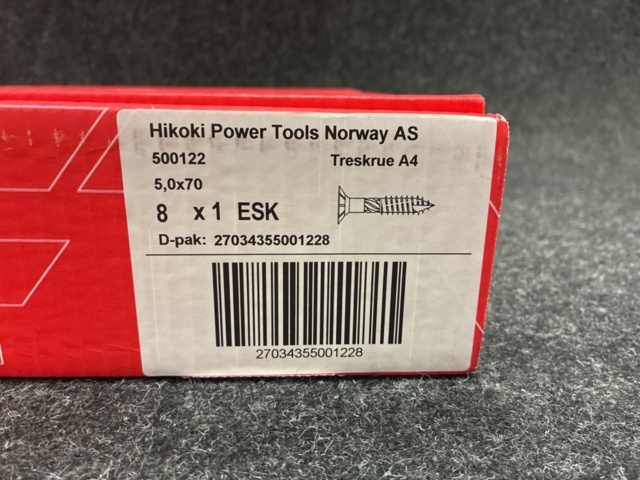 Hikoki Power Tools Norway AS
500122 Treskrue A4
5,0x70
8 x 1 ESK
D-pak: 27034355001228
27034355001228